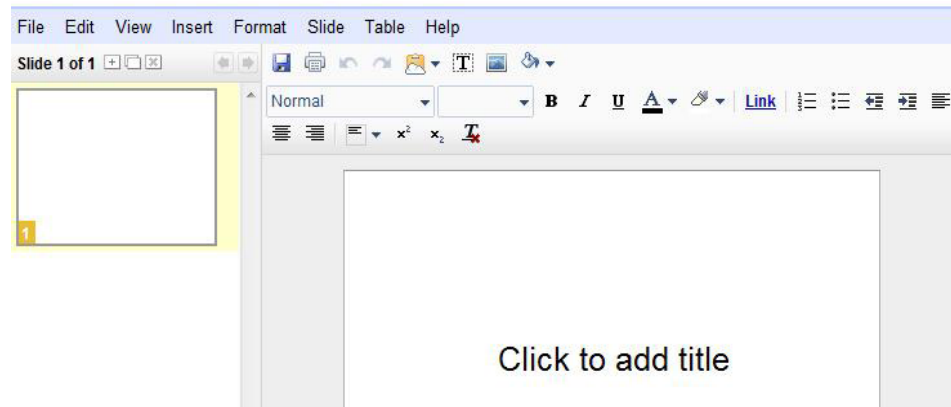 File Edit View Insert Format Slide Table Help
Slide 1 of 1
Normal B I U A Link
x² x₂ T
1
Click to add title